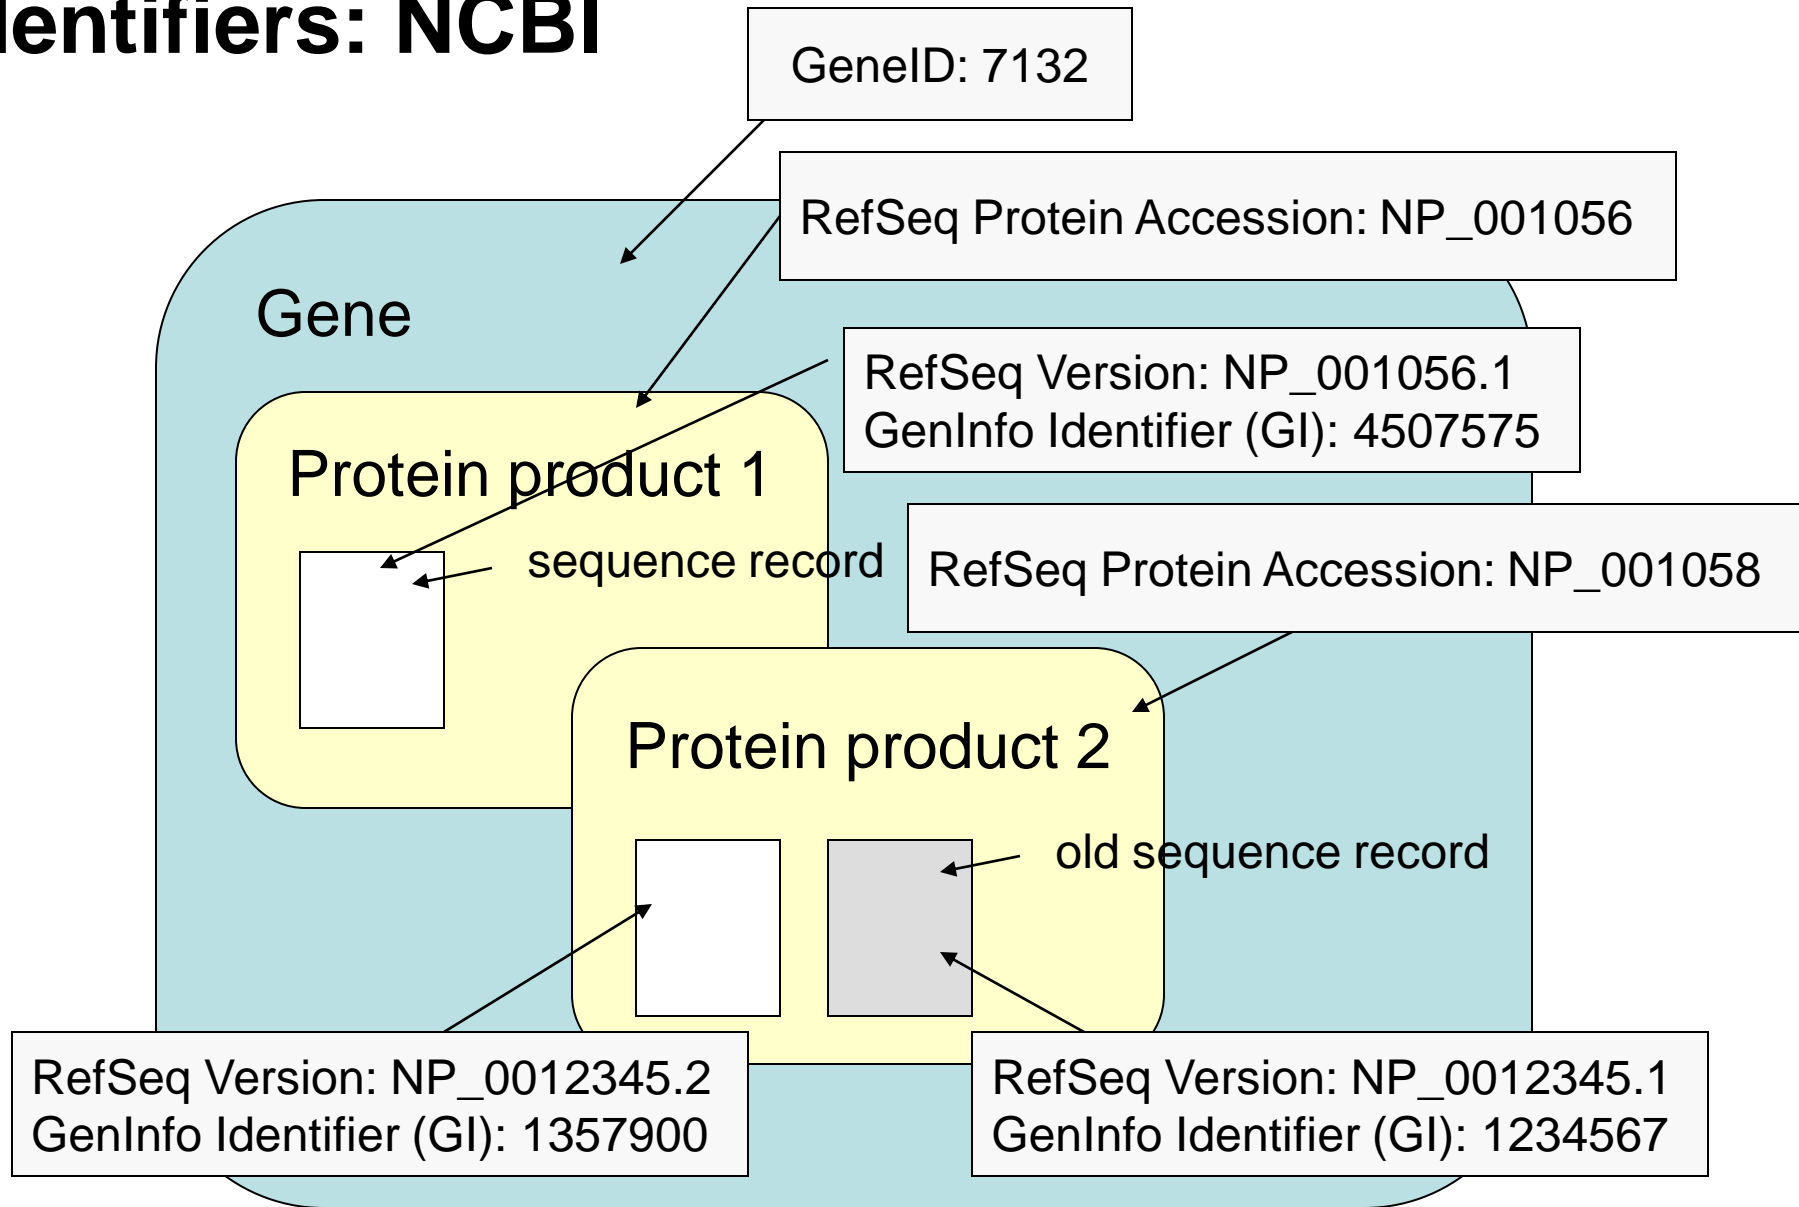 dentifiers: NCBI
GeneID: 7132
RefSeq Protein Accession: NP_001056
Gene
RefSeq Version: NP_001056.1
GenInfo Identifier (GI): 4507575
Protein product 1
sequence record
RefSeq Protein Accession: NP_001058
Protein product 2
old sequence record
RefSeq Version: NP_0012345.2
GenInfo Identifier (GI): 1357900
RefSeq Version: NP_0012345.1
GenInfo Identifier (GI): 1234567